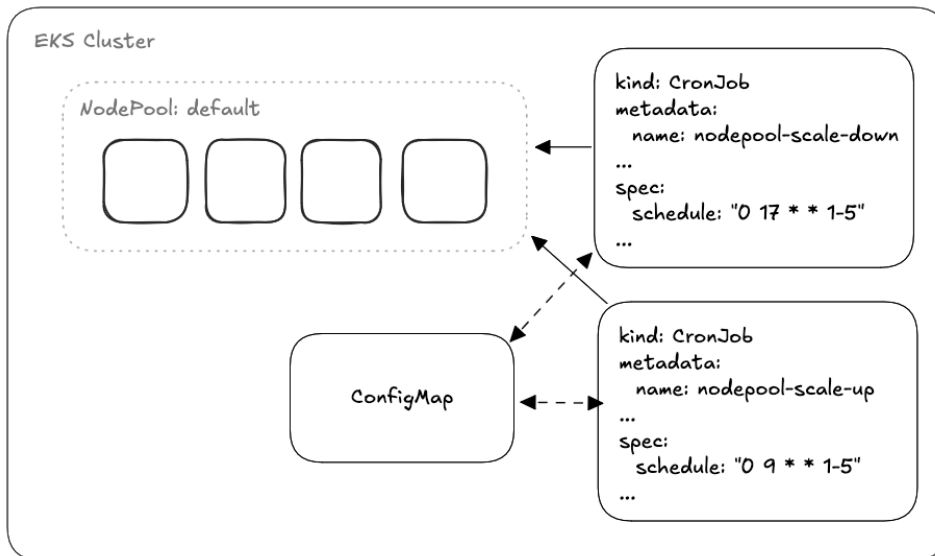 EKS Cluster
NodePool: default
kind: CronJob
metadata:
name: nodepool-scale-down
...
spec:
schedule: "0 17 * * 1-5"
...
ConfigMap
kind: CronJob
metadata:
name: nodepool-scale-up
...
spec:
schedule: "0 9 * * 1-5"
...